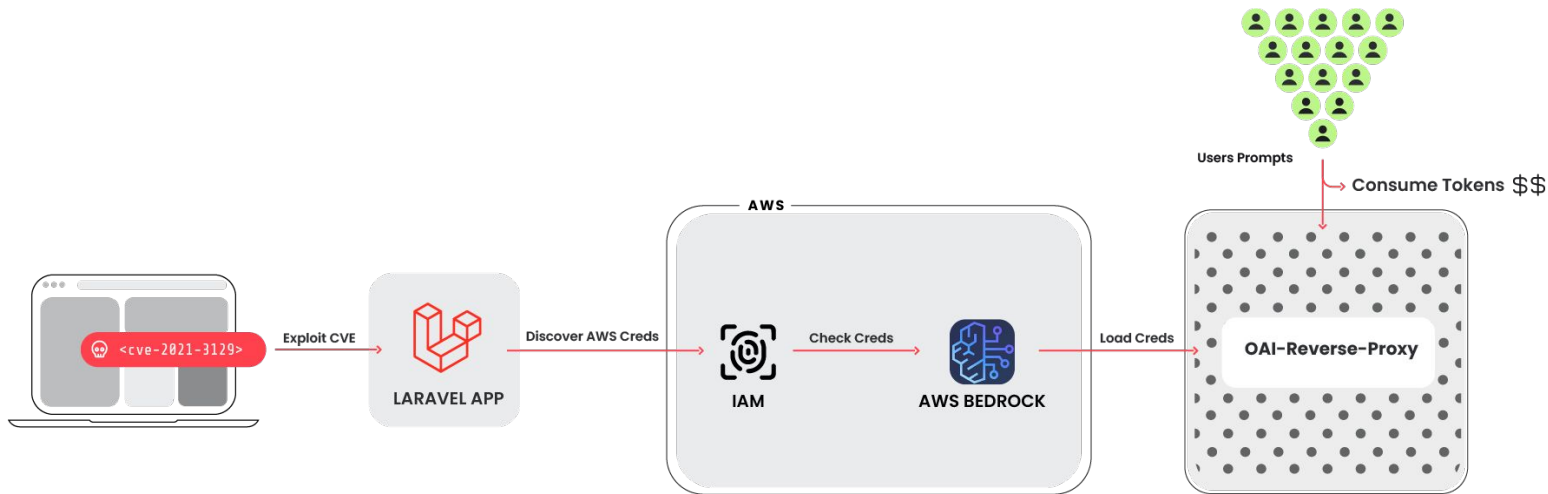 Users Prompts
Consume Tokens $$
AWS
<cve-2021-3129>
Exploit CVE
LARAVEL APP
Discover AWS Creds
IAM
Check Creds
AWS BEDROCK
Load Creds
OAI-Reverse-Proxy